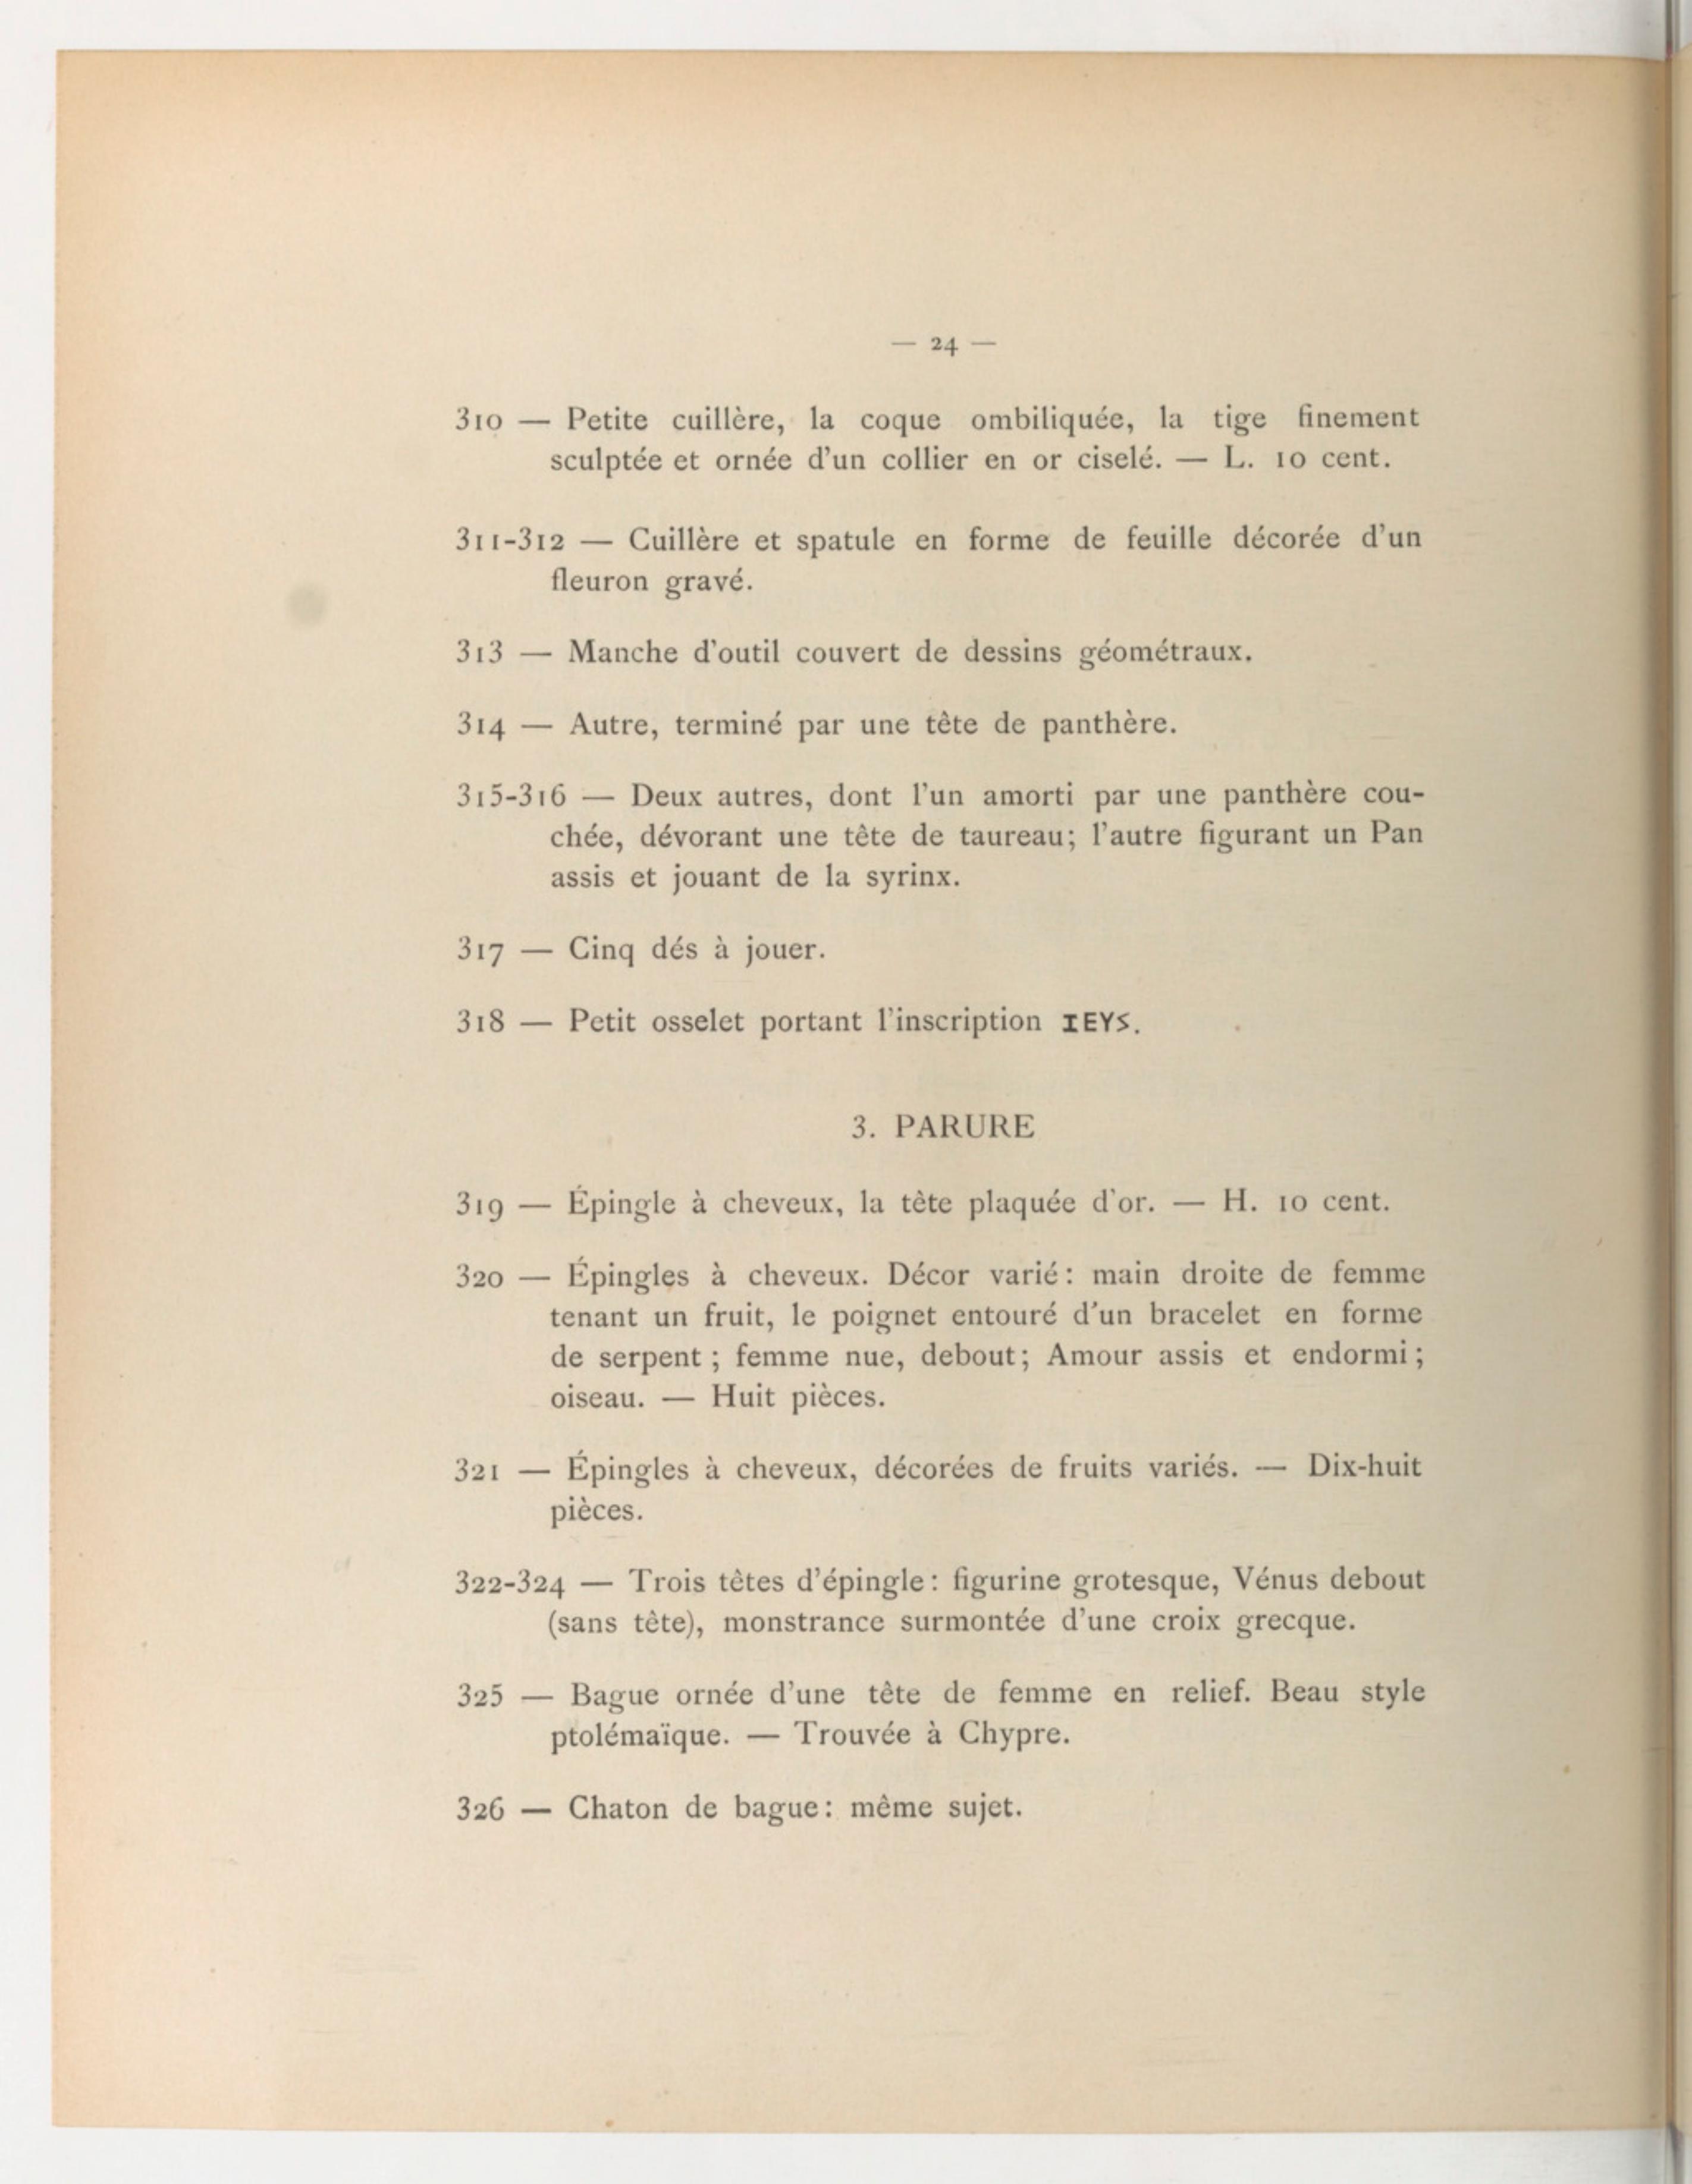 — 24 —
310 — Petite cuillère, la coque ombiliquée, la tige finement
sculptée et ornée d'un collier en or ciselé. — L. 10 cent.
311-312 — Cuillère et spatule en forme de feuille décorée d'un
fleuron gravé.
313 — Manche d'outil couvert de dessins géométraux.
314 — Autre, terminé par une tête de panthère.
315-316 — Deux autres, dont l'un amorti par une panthère cou-
chée, dévorant une tête de taureau; l'autre figurant un Pan
assis et jouant de la syrinx.
317 — Cinq dés à jouer.
318 — Petit osselet portant l'inscription ΙΕΥS.
3. PARURE
319 — Épingle à cheveux, la tête plaquée d'or. — H. 10 cent.
320 — Épingles à cheveux. Décor varié: main droite de femme
tenant un fruit, le poignet entouré d'un bracelet en forme
de serpent; femme nue, debout; Amour assis et endormi;
oiseau. — Huit pièces.
321 — Épingles à cheveux, décorées de fruits variés. — Dix-huit
pièces.
322-324 — Trois têtes d'épingle: figurine grotesque, Vénus debout
(sans tête), monstrance surmontée d'une croix grecque.
325 — Bague ornée d'une tête de femme en relief. Beau style
ptolémaïque. — Trouvée à Chypre.
326 — Chaton de bague: même sujet.